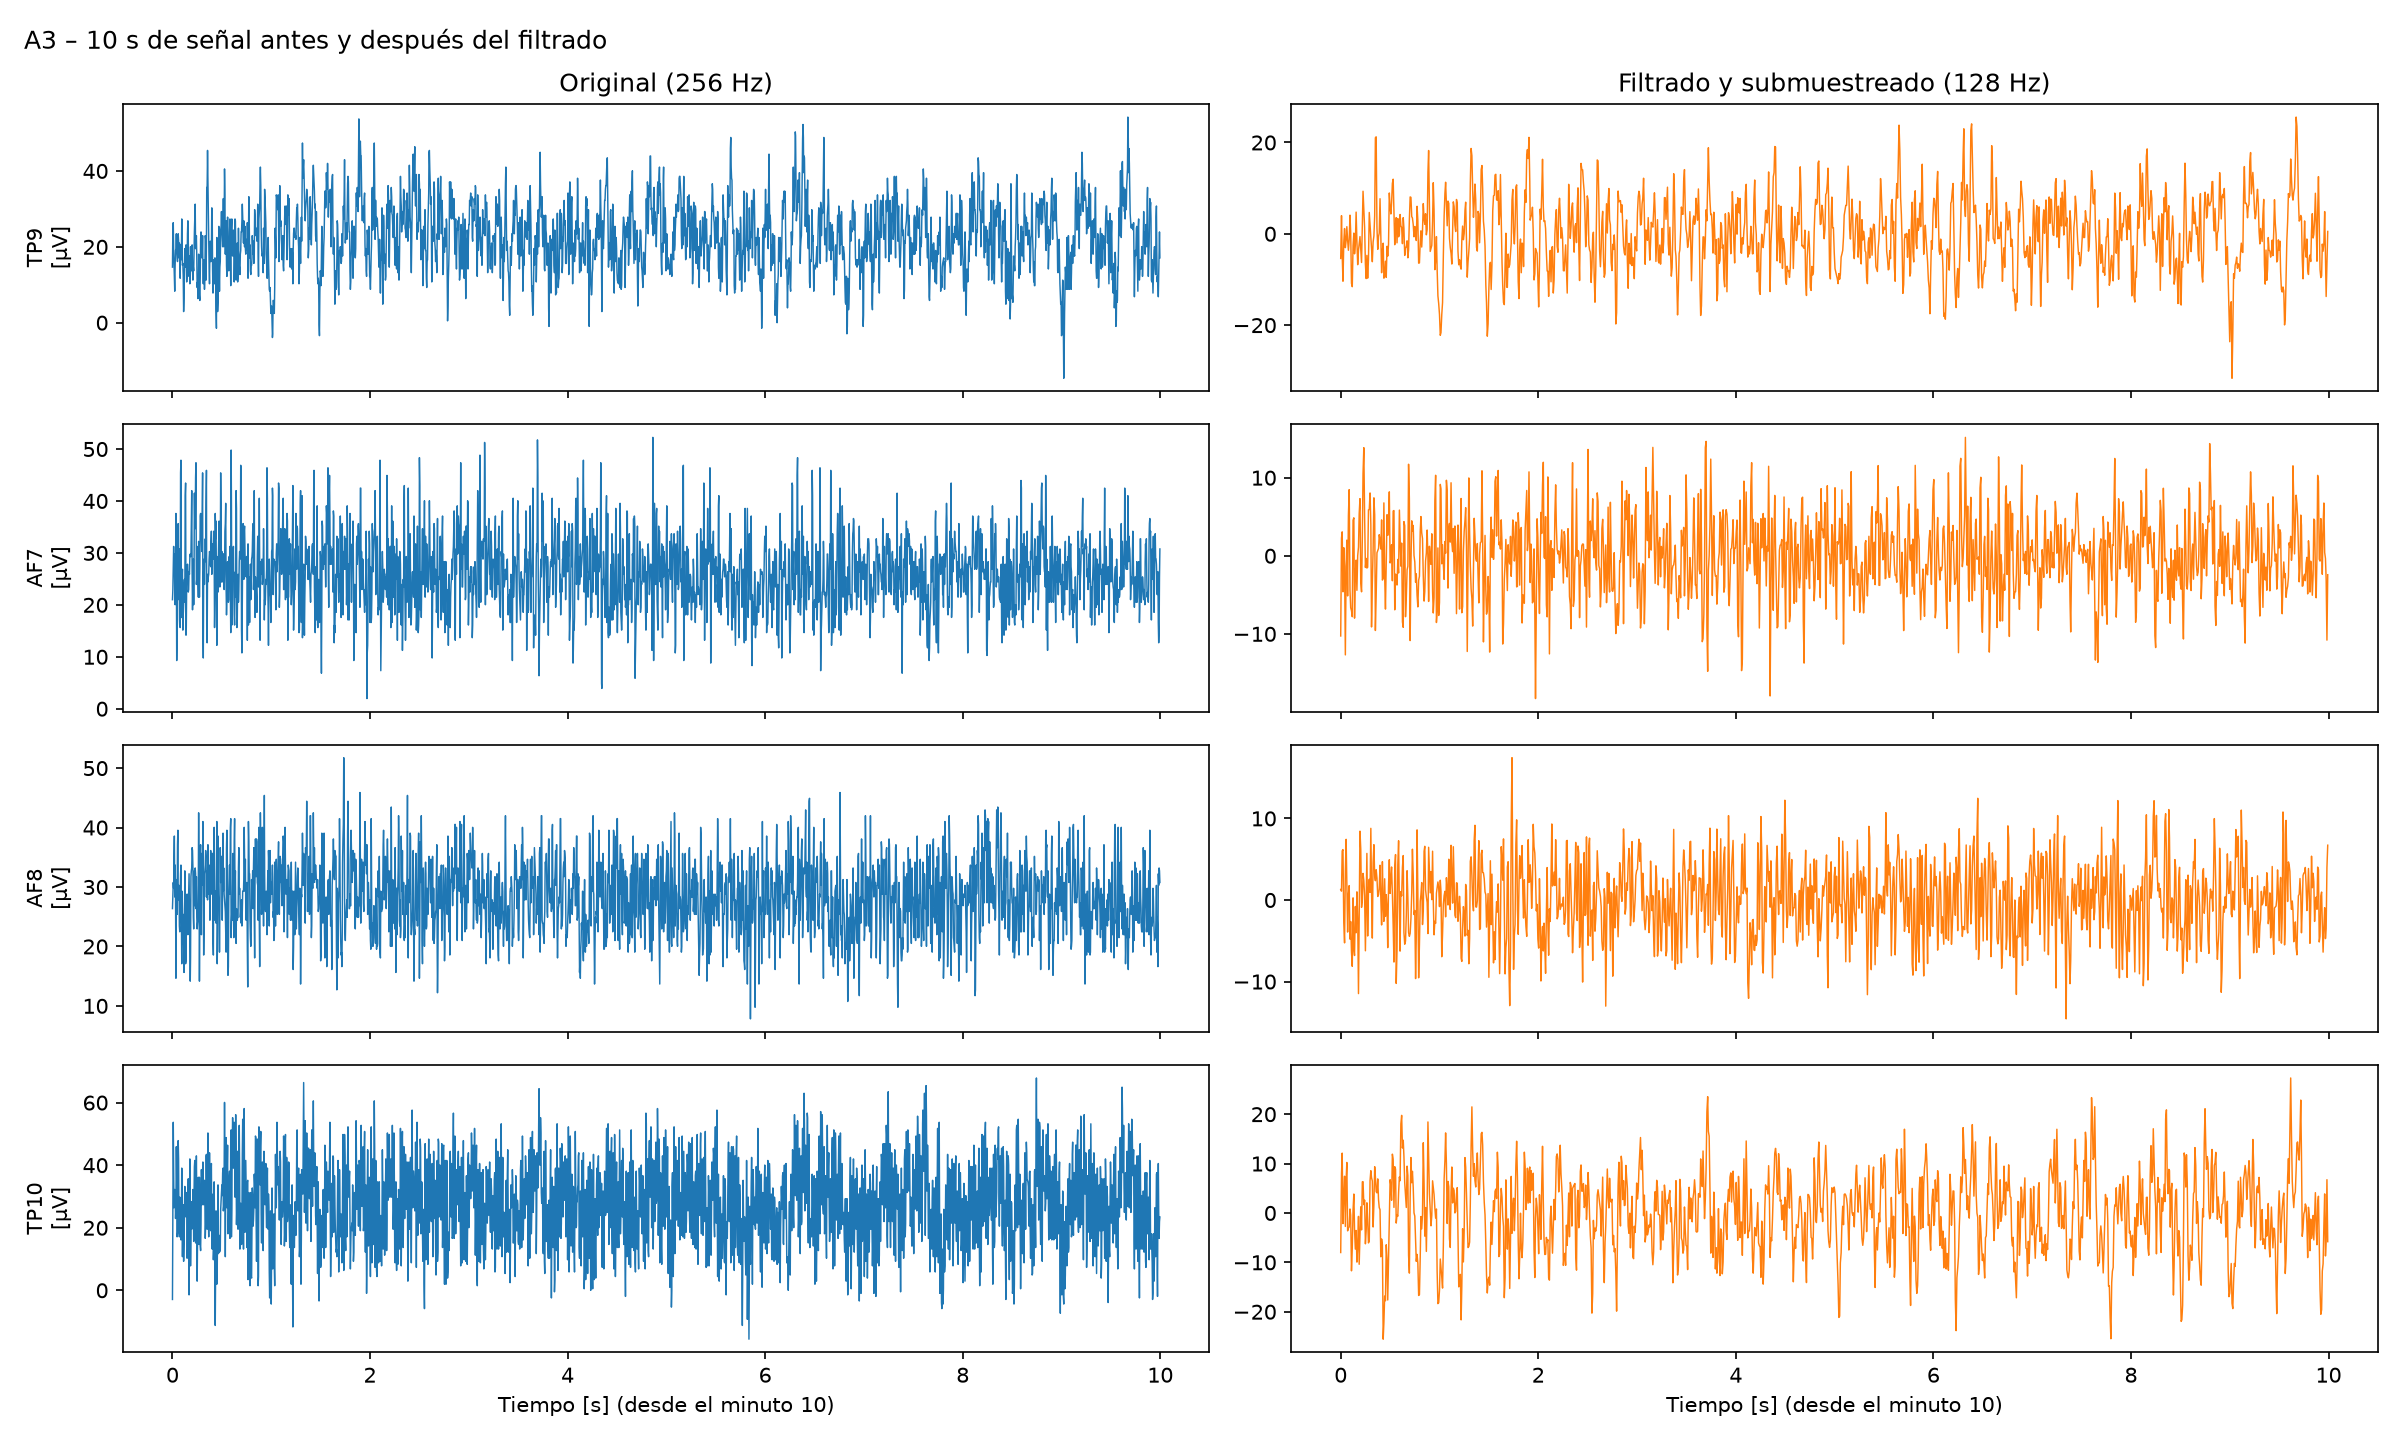 A3 – 10 s de señal antes y después del filtrado
Original (256 Hz)
Filtrado y submuestreado (128 Hz)
TP9
[µV]
40
20
0
20
0
−20
AF7
[µV]
50
40
30
20
10
0
10
0
−10
AF8
[µV]
50
40
30
20
10
10
0
−10
TP10
[µV]
60
40
20
0
20
10
0
−10
−20
0 2 4 6 8 10
0 2 4 6 8 10
Tiempo [s] (desde el minuto 10)
Tiempo [s] (desde el minuto 10)